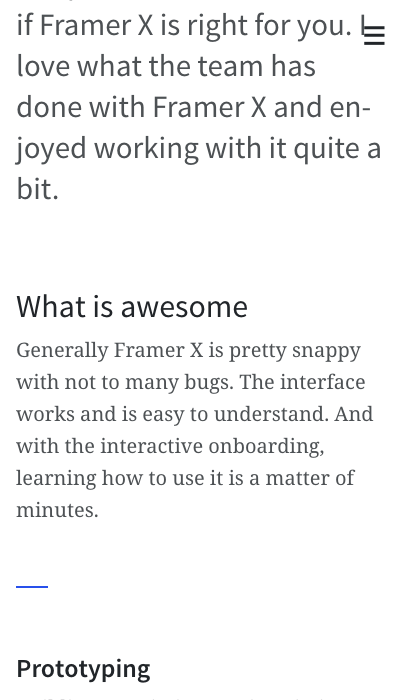 if Framer X is right for you. I
love what the team has
done with Framer X and en-
joyed working with it quite a
bit.
What is awesome
Generally Framer X is pretty snappy
with not to many bugs. The interface
works and is easy to understand. And
with the interactive onboarding,
learning how to use it is a matter of
minutes.
Prototyping